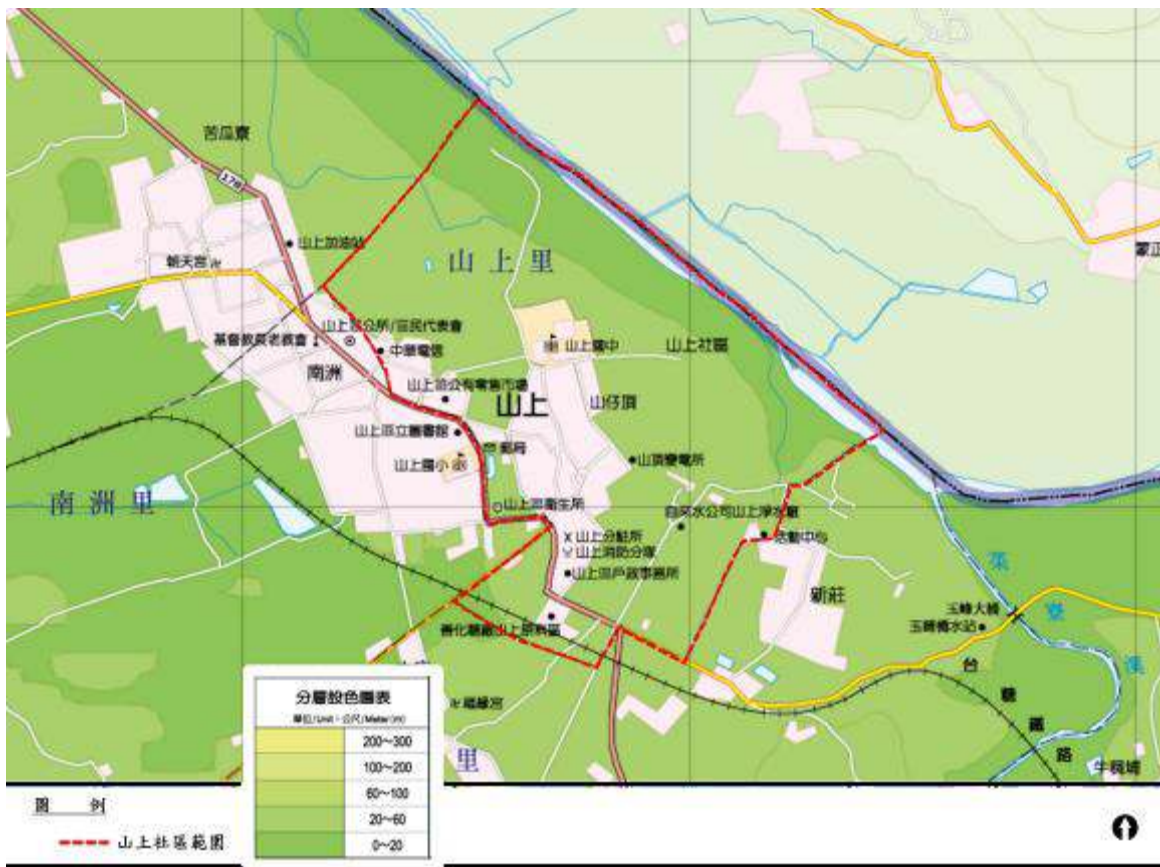 苦瓜寮
178
山上加油站
朝天宮
山上里
山上區公所/區民代表會
基督教長老教會
中華電信
山上國中
山上社區
南洲
山上區公有零售市場
山上
山仔頂
山上區立圖書館
郵局
山上國小
山頂變電所
南洲里
山上區衛生所
自來水公司山上淨水廠
山上分駐所
活動中心
山上消防分隊
山上區戶政事務所
新莊
菜寮溪
玉峰大橋
善化糖廠山上原料區
台糖鐵路
福緣宮
里
牛稠埔
分層設色圖表
單位/Unit：公尺/Meter(m)
200～300
100～200
60～100
20～60
0～20
圖 例
山上社區範圍